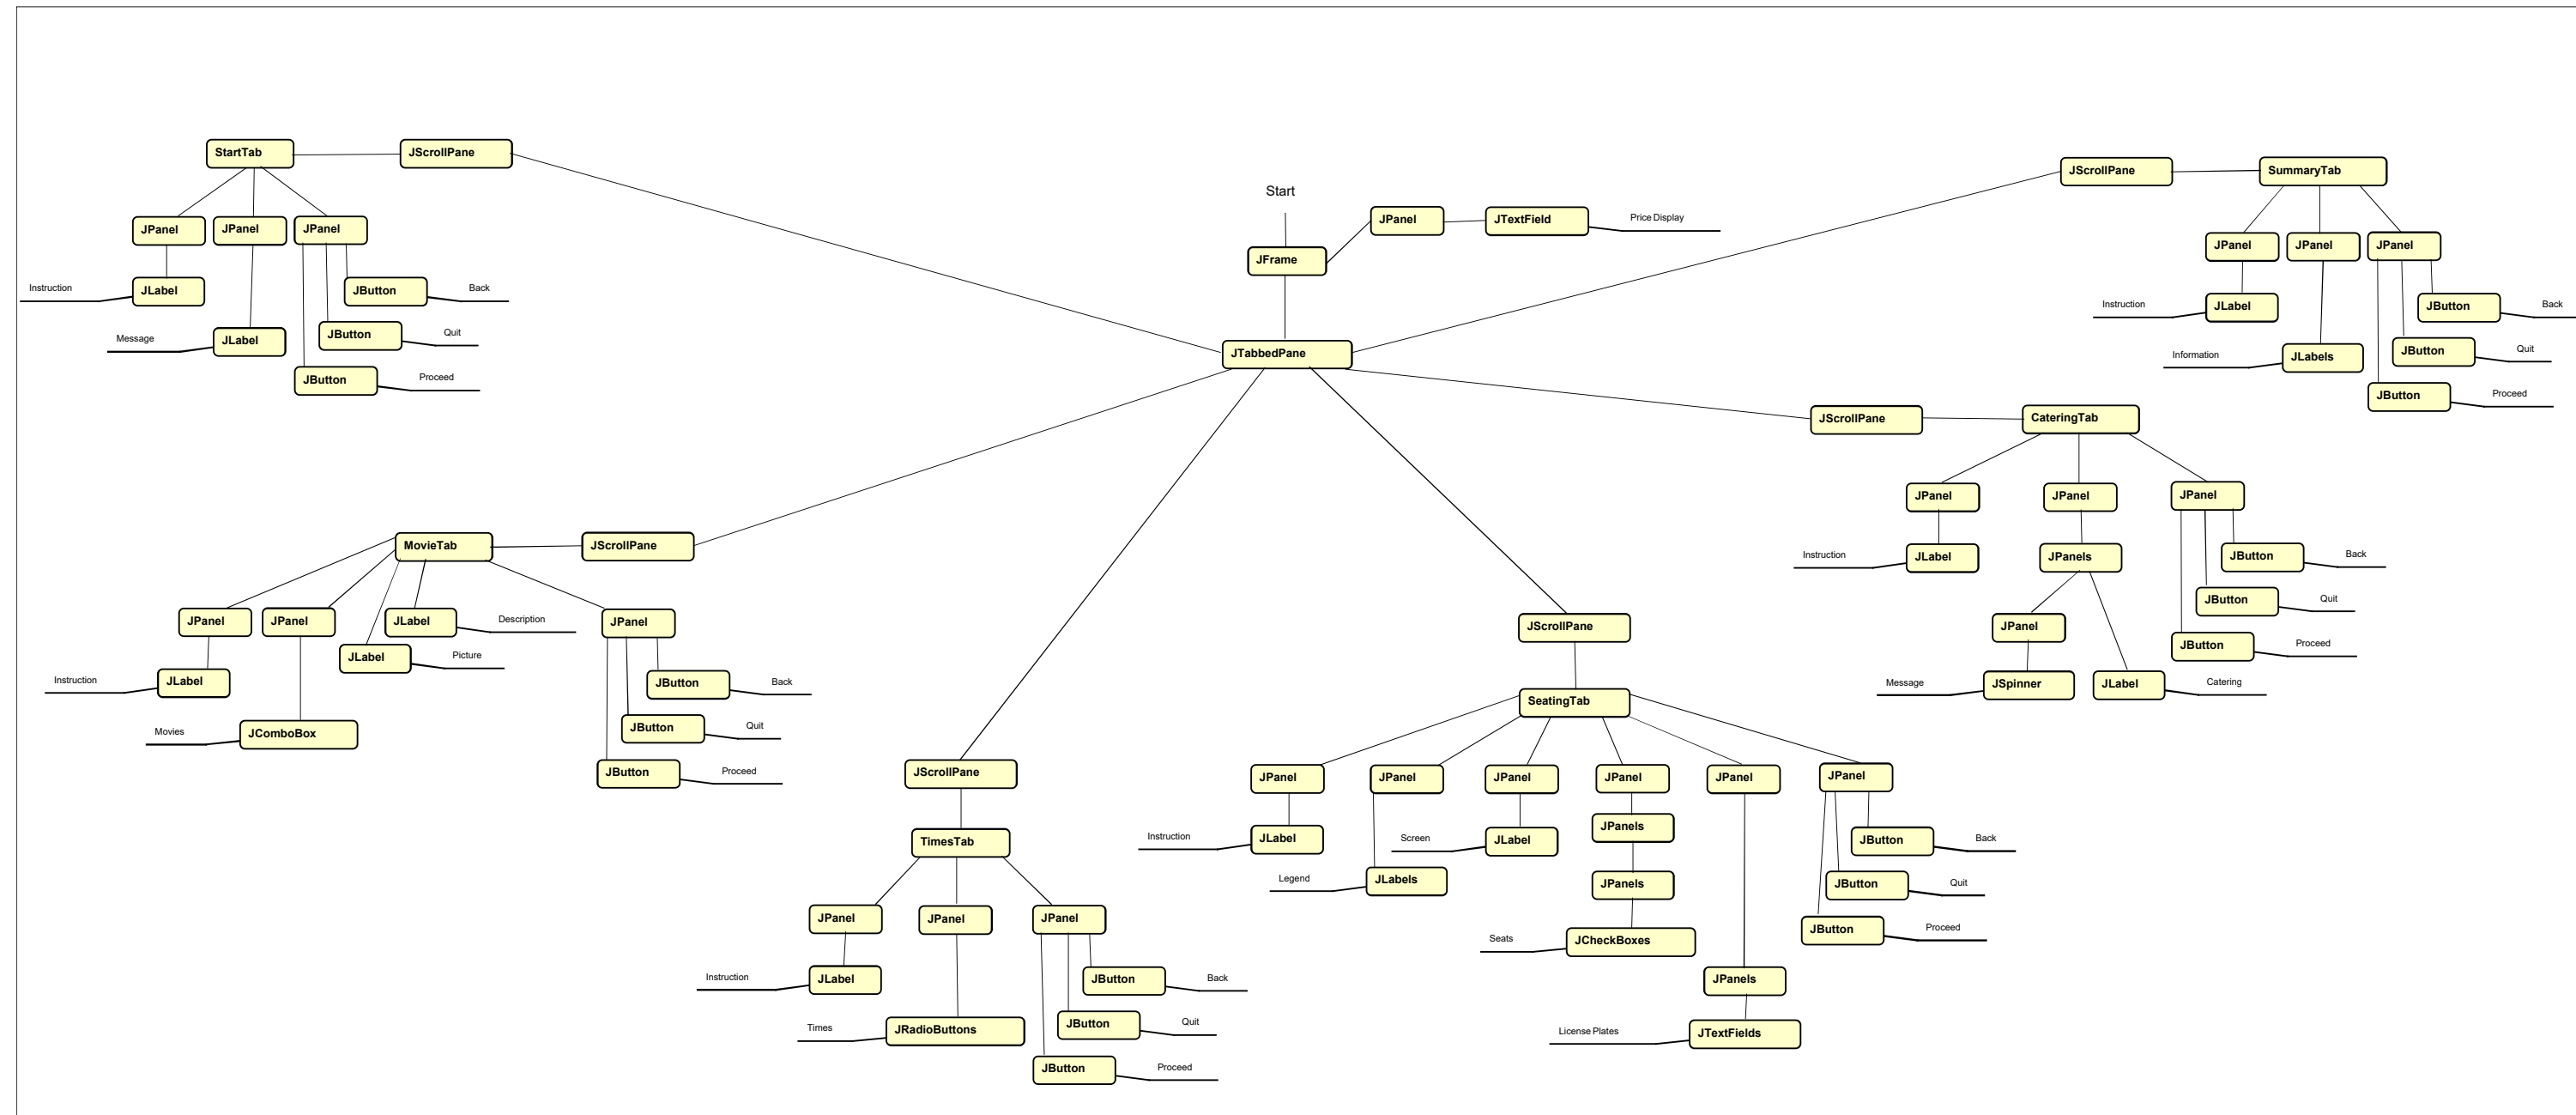 Start
JFrame
JPanel
JTextField
Price Display
JTabbedPane
StartTab
JScrollPane
JPanel
JPanel
JPanel
Instruction
JLabel
JButton
Back
Message
JLabel
JButton
Quit
JButton
Proceed
JScrollPane
SummaryTab
JPanel
JPanel
JPanel
Instruction
JLabel
JButton
Back
Information
JLabels
JButton
Quit
JButton
Proceed
JScrollPane
CateringTab
JPanel
JPanel
JPanel
Instruction
JLabel
JPanels
JButton
Back
JButton
Quit
JPanel
JButton
Proceed
Message
JSpinner
JLabel
Catering
MovieTab
JScrollPane
JPanel
JPanel
JLabel
Description
JPanel
JLabel
Picture
Instruction
JLabel
JButton
Back
Movies
JComboBox
JButton
Quit
JButton
Proceed
JScrollPane
TimesTab
JPanel
JPanel
JPanel
Instruction
JLabel
JButton
Back
Times
JRadioButtons
JButton
Quit
JButton
Proceed
JScrollPane
SeatingTab
JPanel
JPanel
JPanel
JPanel
JPanel
JPanel
Instruction
JLabel
Screen
JLabel
JPanels
JButton
Back
Legend
JLabels
JPanels
JButton
Quit
Seats
JCheckBoxes
JButton
Proceed
JPanels
License Plates
JTextFields